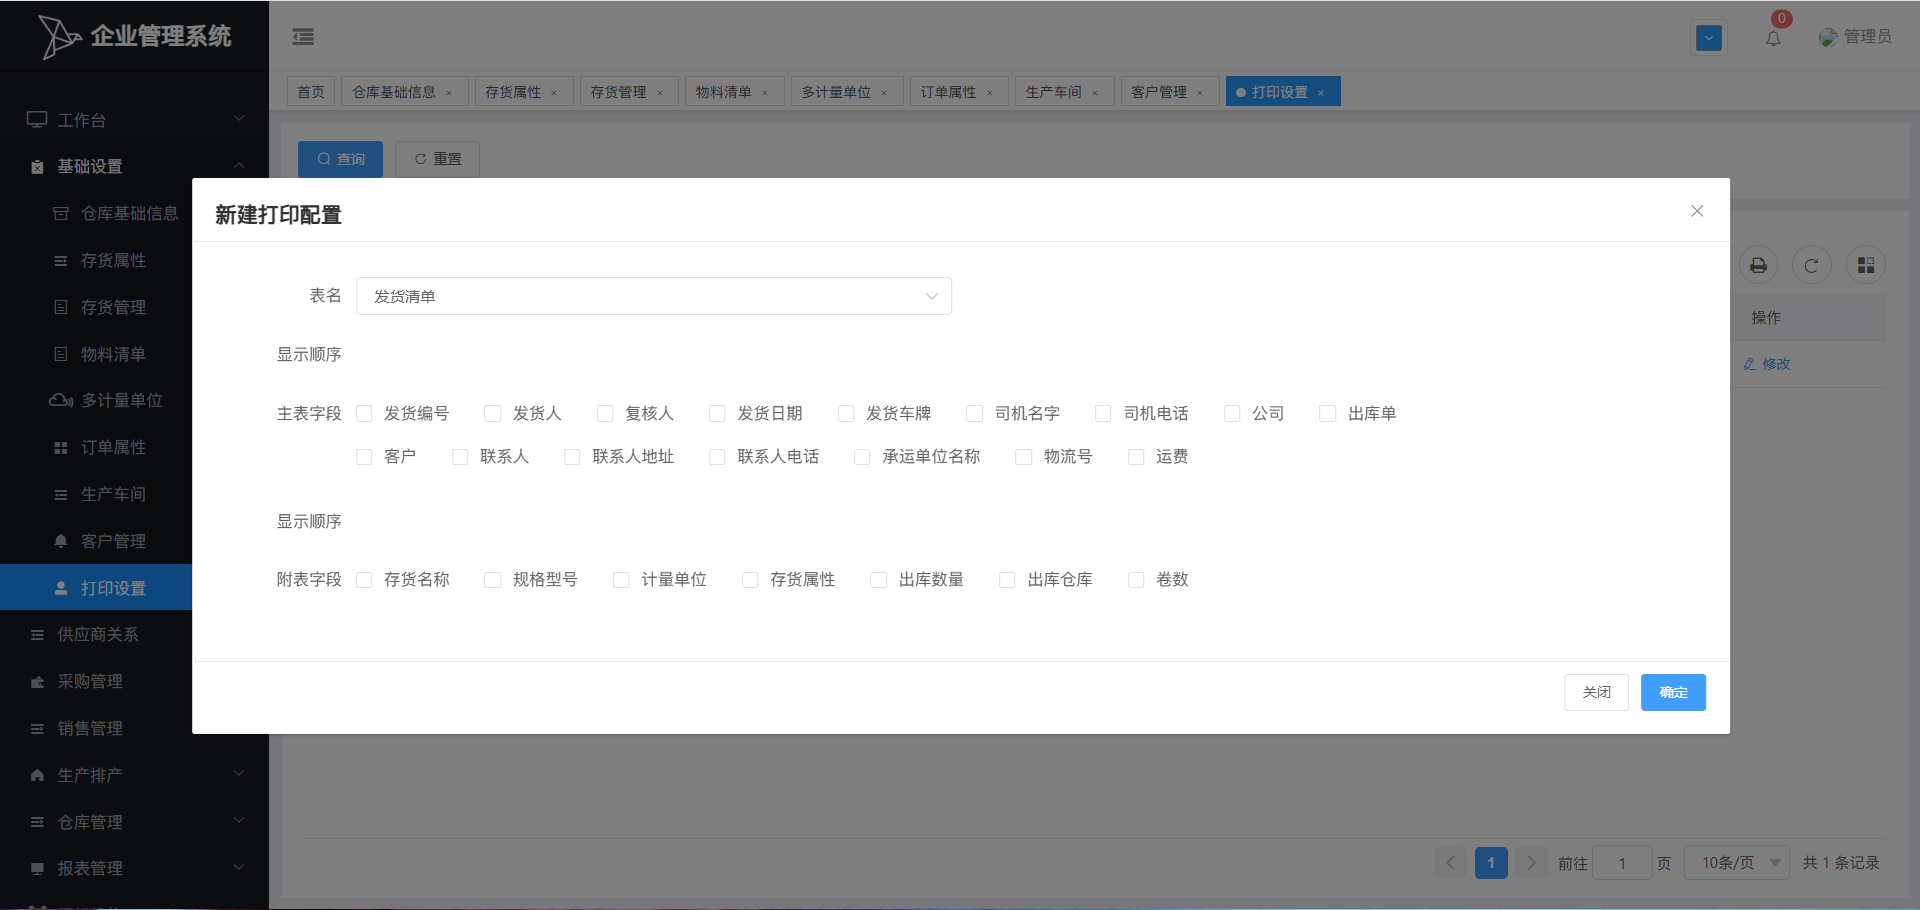 企业管理系统
0
管理员
首页 仓库基础信息 × 存货属性 × 存货管理 × 物料清单 × 多计量单位 × 订单属性 × 生产车间 × 客户管理 × 打印设置 ×
工作台
基础设置
仓库基础信息
存货属性
存货管理
物料清单
多计量单位
订单属性
生产车间
客户管理
打印设置
供应商关系
采购管理
销售管理
生产排产
仓库管理
报表管理
查询 重置
操作
修改
新建打印配置
表名 发货清单
显示顺序
主表字段 发货编号 发货人 复核人 发货日期 发货车牌 司机名字 司机电话 公司 出库单
客户 联系人 联系人地址 联系人电话 承运单位名称 物流号 运费
显示顺序
附表字段 存货名称 规格型号 计量单位 存货属性 出库数量 出库仓库 卷数
关闭 确定
1 前往 1 页 10条/页 共 1 条记录